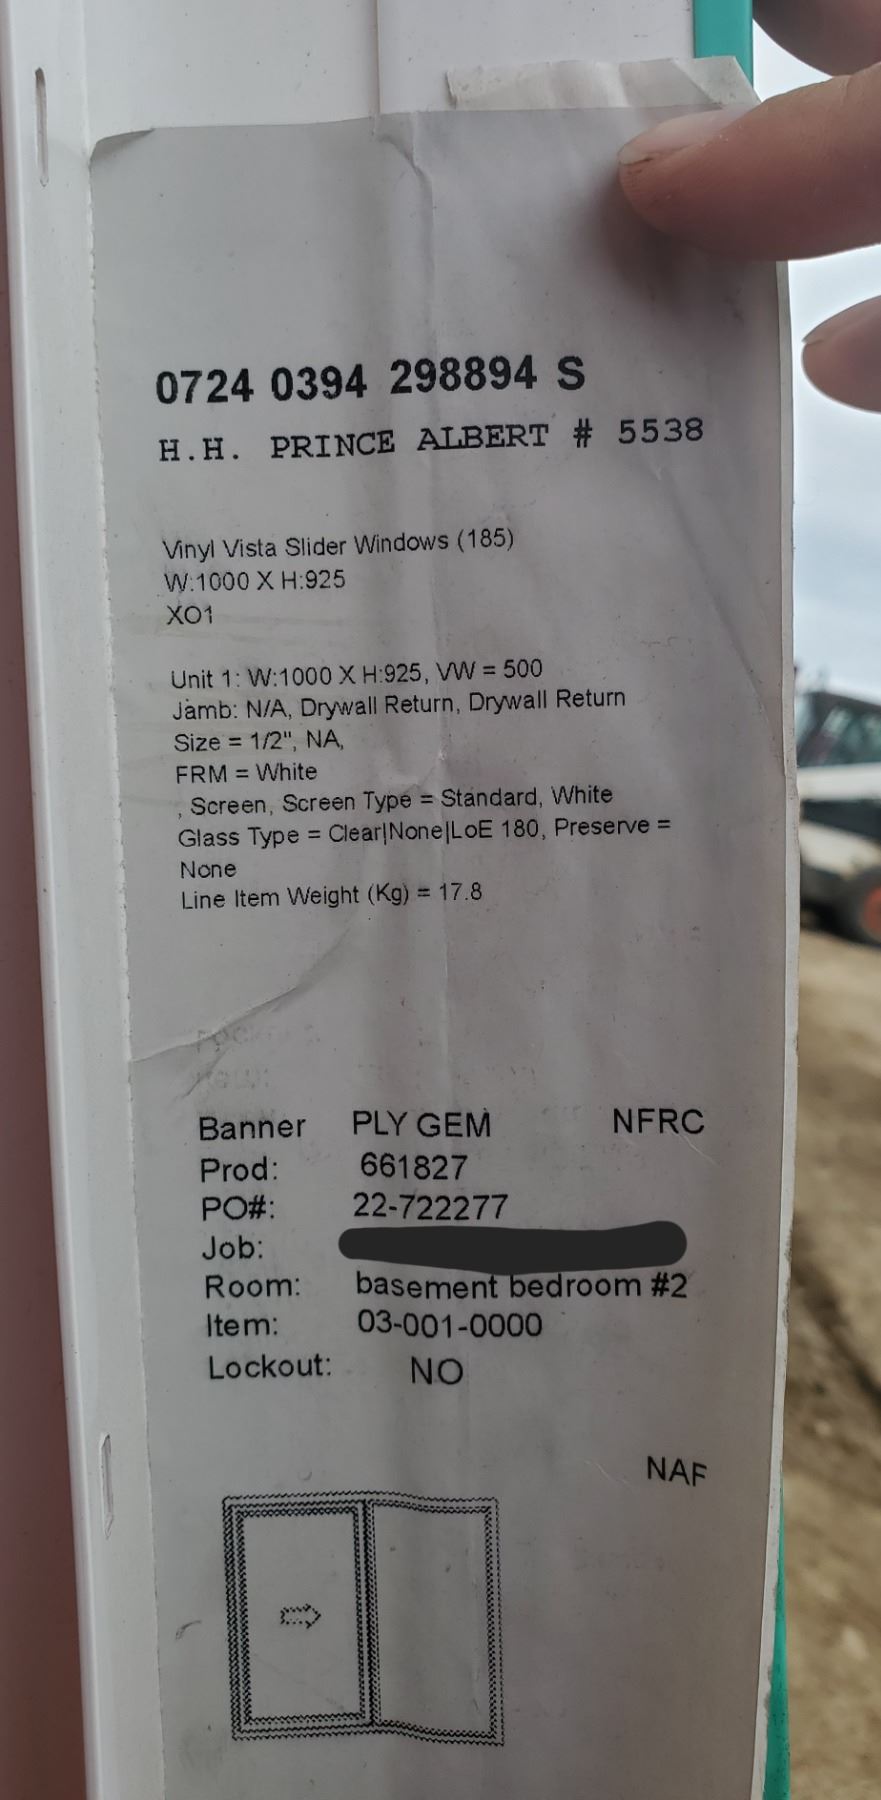 0724 0394 298894 S
H.H. PRINCE ALBERT # 5538
Vinyl Vista Slider Windows (185)
W:1000 X H:925
XO1
Unit 1: W:1000 X H:925, VW = 500
Jamb: N/A, Drywall Return, Drywall Return
Size = 1/2", NA,
FRM = White
, Screen, Screen Type = Standard, White
Glass Type = Clear|None|LoE 180, Preserve =
None
Line Item Weight (Kg) = 17.8
Banner PLY GEM NFRC
Prod: 661827
PO#: 22-722277
Job:
Room: basement bedroom #2
Item: 03-001-0000
Lockout: NO
NAF